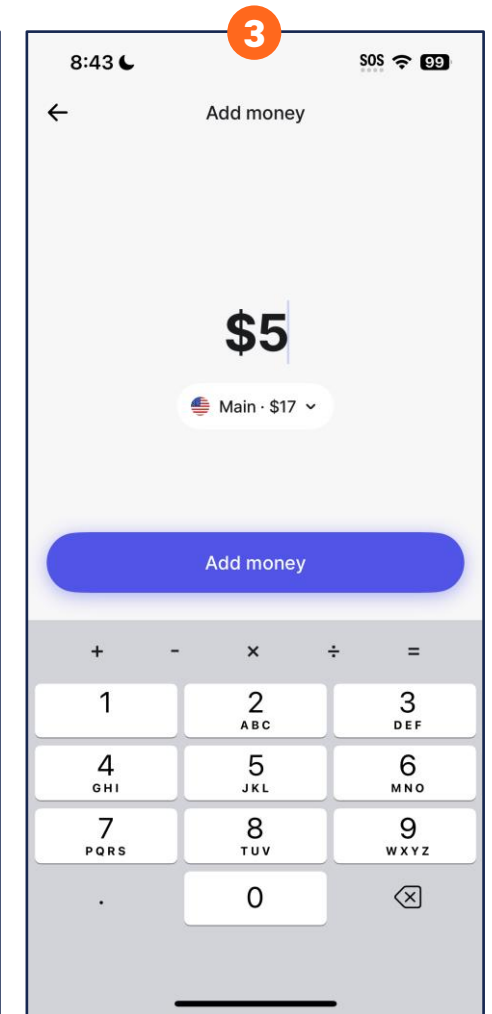 3
8:43 SOS 99
Add money
$5
Main · $17
Add money
+ - × ÷ =
1 2 3
ABC DEF
4 5 6
GHI JKL MNO
7 8 9
PQRS TUV WXYZ
. 0